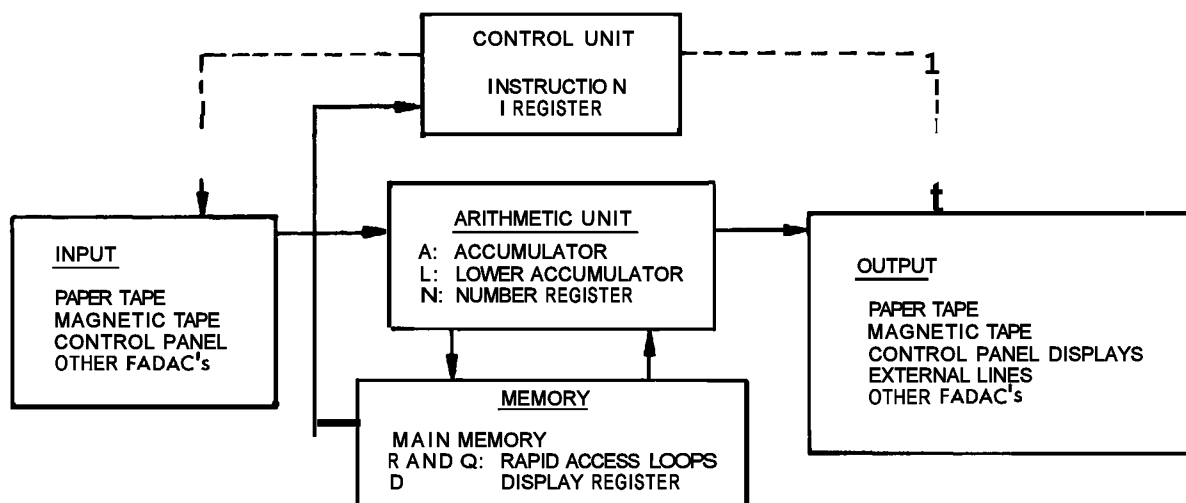 CONTROL UNIT
INSTRUCTION
I REGISTER
INPUT
PAPER TAPE
MAGNETIC TAPE
CONTROL PANEL
OTHER FADAC's
ARITHMETIC UNIT
A: ACCUMULATOR
L: LOWER ACCUMULATOR
N: NUMBER REGISTER
MEMORY
MAIN MEMORY
R AND Q: RAPID ACCESS LOOPS
D DISPLAY REGISTER
OUTPUT
PAPER TAPE
MAGNETIC TAPE
CONTROL PANEL DISPLAYS
EXTERNAL LINES
OTHER FADAC's